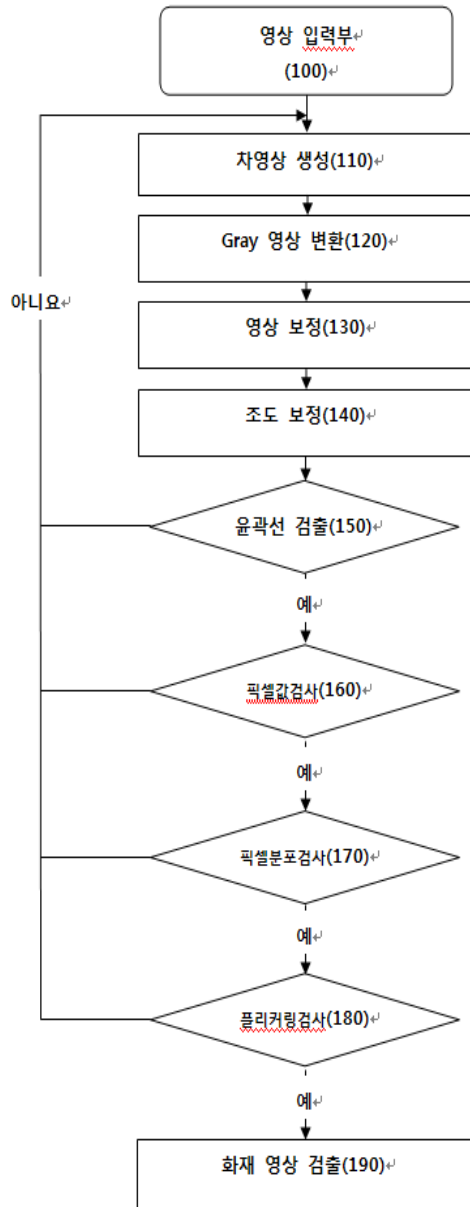 영상 입력부
(100)
차영상 생성(110)
Gray 영상 변환(120)
아니요
영상 보정(130)
조도 보정(140)
윤곽선 검출(150)
예
픽셀값검사(160)
예
픽셀분포검사(170)
예
플리커링검사(180)
예
화재 영상 검출(190)